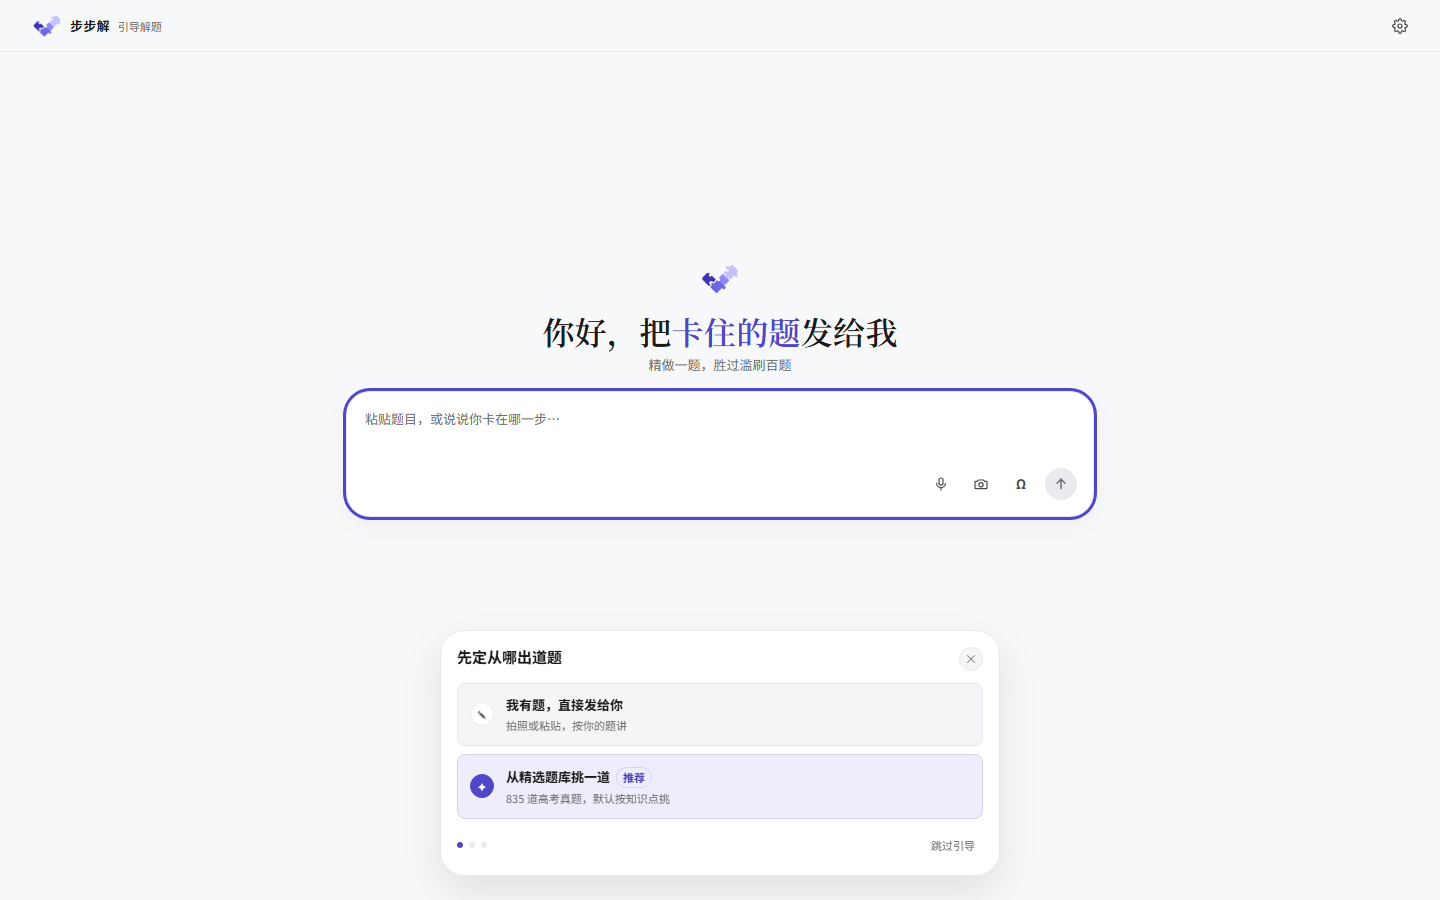 步步解 引导解题
你好，把卡住的题发给我
精做一题，胜过滥刷百题
粘贴题目，或说说你卡在哪一步…
Ω
先定从哪出道题
我有题，直接发给你
拍照或粘贴，按你的题讲
从精选题库挑一道 推荐
835 道高考真题，默认按知识点挑
跳过引导